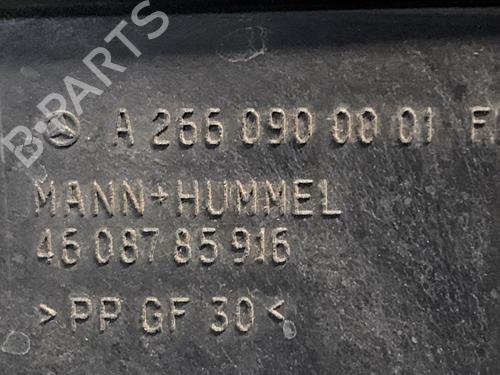 B-PARTS
A 266 090 00 01 F
MANN+HUMMEL
46 087 85 916
>PP GF 30<